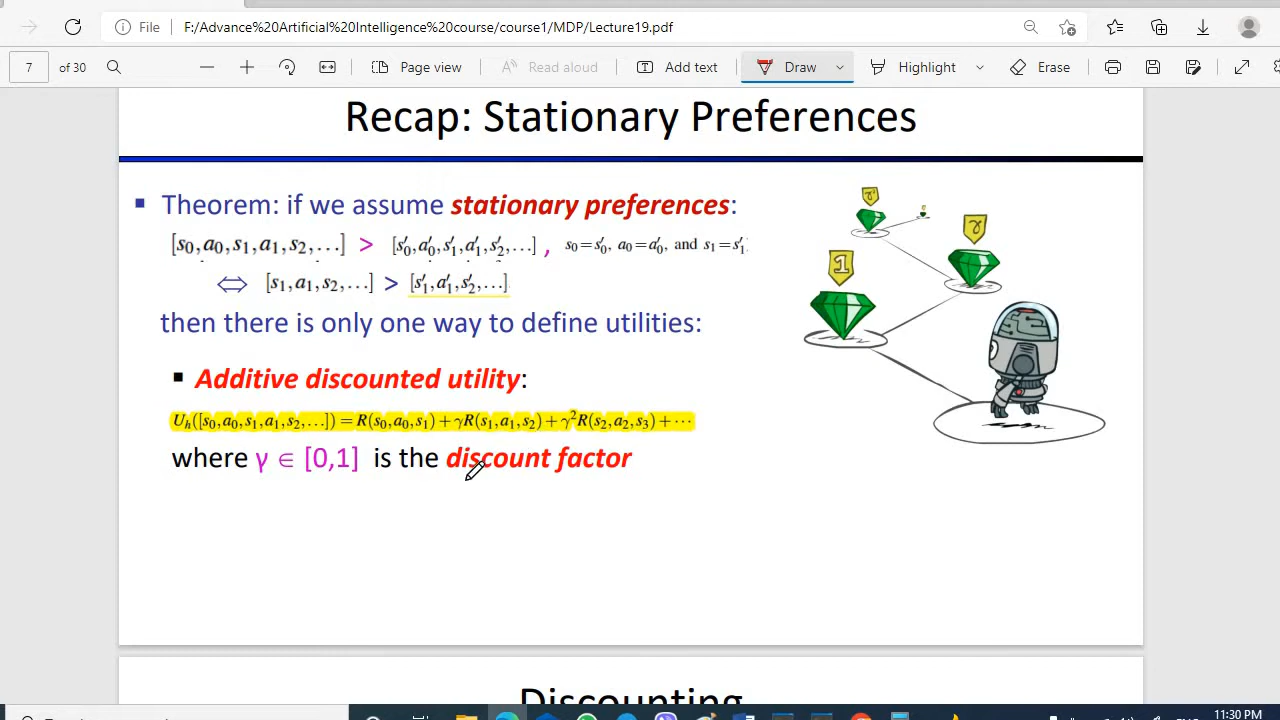 File F:/Advance%20Artificial%20Intelligence%20course/course1/MDP/Lecture19.pdf
7 of 30 Page view Read aloud Add text Draw Highlight Erase
Recap: Stationary Preferences
Theorem: if we assume stationary preferences:
[s₀,a₀,s₁,a₁,s₂,…] > [s′₀,a′₀,s′₁,a′₁,s′₂,…] , s₀=s′₀, a₀=a′₀, and s₁=s′₁
⇔ [s₁,a₁,s₂,…] > [s′₁,a′₁,s′₂,…]
then there is only one way to define utilities:
Additive discounted utility:
Uₕ([s₀,a₀,s₁,a₁,s₂,…]) = R(s₀,a₀,s₁) + γR(s₁,a₁,s₂) + γ²R(s₂,a₂,s₃) + ⋯
where γ ∈ [0,1] is the discount factor
1
γ
Discounting
11:30 PM